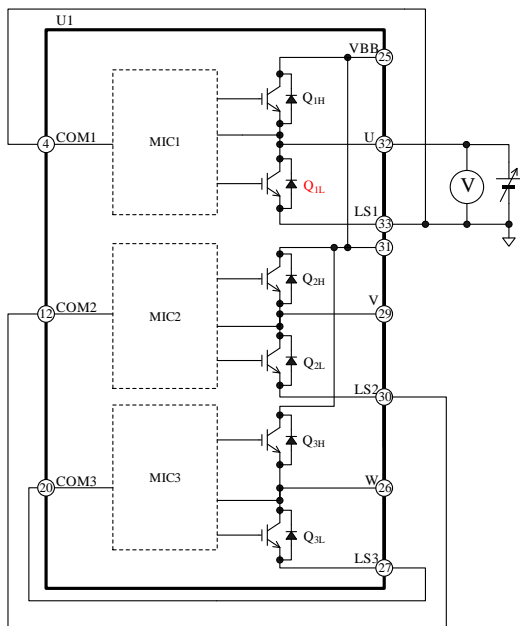 U1
VBB
25
Q1H
4
COM1
MIC1
U
32
V
Q1L
LS1
33
31
Q2H
12
COM2
MIC2
V
29
Q2L
LS2
30
Q3H
20
COM3
MIC3
W
26
Q3L
LS3
27